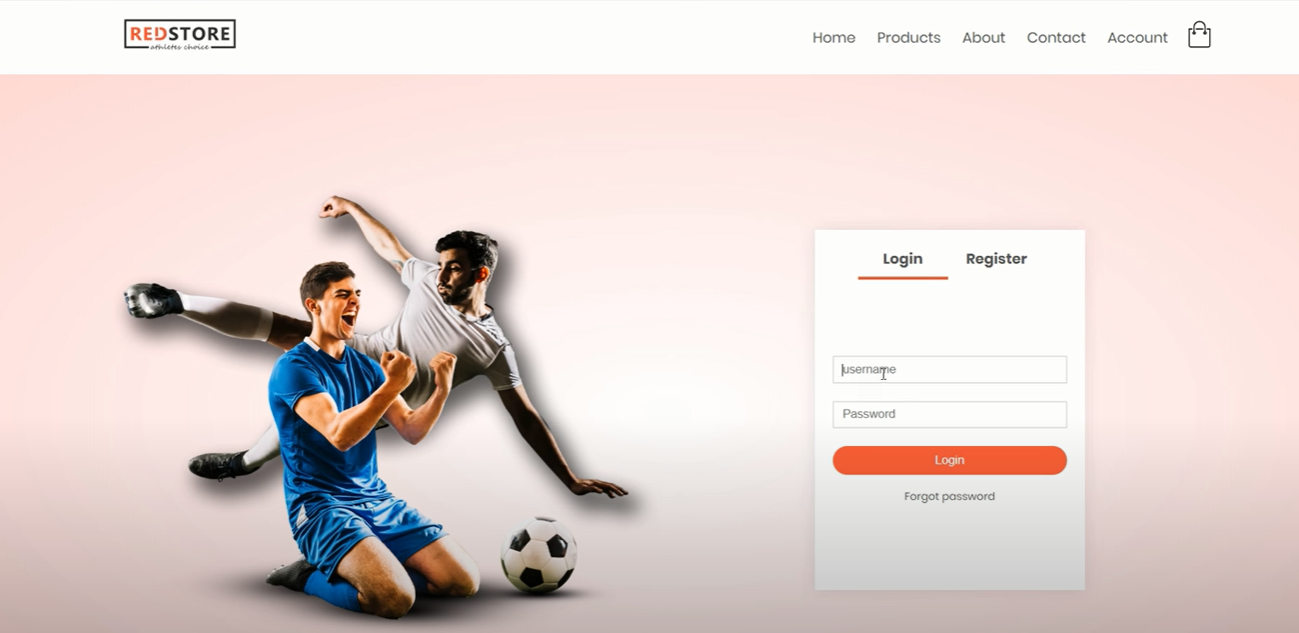 REDSTORE
athletes choice
Home Products About Contact Account
Login Register
username
Password
Login
Forgot password